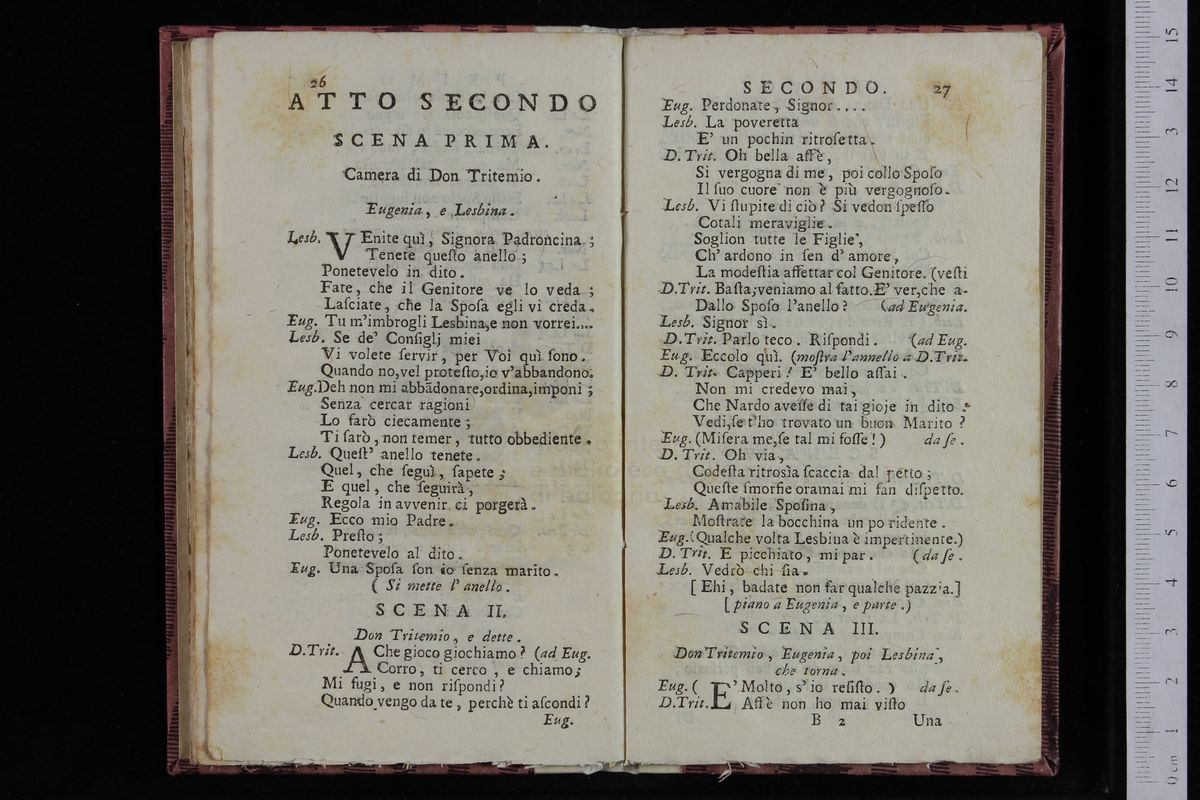 26
ATTO SECONDO
SCENA PRIMA.
Camera di Don Tritemio.
Eugenia, e Lesbina.
Lesb. VEnite quì, Signora Padroncina;
Tenete queſto anello;
Ponetevelo in dito.
Fate, che il Genitore ve lo veda;
Laſciate, che la Spoſa egli vi creda.
Eug. Tu m'imbrogli Lesbina, e non vorrei....
Lesb. Se de' Conſiglj miei
Vi volete ſervir, per Voi quì ſono.
Quando no, vel proteſto, io v'abbandono.
Eug. Deh non mi abbādonare, ordina, imponi;
Senza cercar ragioni
Lo farò ciecamente;
Ti ſarò, non temer, tutto obbediente.
Lesb. Queſt' anello tenete.
Quel, che ſeguì, ſapete;
E quel, che ſeguirà,
Regola in avvenir ci porgerà.
Eug. Ecco mio Padre.
Lesb. Preſto;
Ponetevelo al dito.
Eug. Una Spoſa ſon io ſenza marito.
( Si mette l' anello.
SCENA II.
Don Tritemio, e dette.
D.Trit. A Che gioco giochiamo? (ad Eug.
Corro, ti cerco, e chiamo;
Mi fugi, e non riſpondi?
Quando vengo da te, perchè ti aſcondi?
Eug.
SECONDO. 27
Eug. Perdonate, Signor....
Lesb. La poveretta
E' un pochin ritroſetta.
D. Trit. Oh bella affè,
Si vergogna di me, poi collo Spoſo
Il ſuo cuore non è più vergognoſo.
Lesb. Vi ſtupite di ciò? Si vedon ſpeſſo
Cotali meraviglie.
Soglion tutte le Figlie,
Ch' ardono in ſen d' amore,
La modeſtia affettar col Genitore. (veſti
D.Trit. Baſta; veniamo al fatto. E' ver, che a-
Dallo Spoſo l'anello? (ad Eugenia.
Lesb. Signor sì.
D.Trit. Parlo teco. Riſpondi. (ad Eug.
Eug. Eccolo quì. (moſtra l'annello a D.Trit.
D. Trit. Capperi! E' bello aſſai.
Non mi credevo mai,
Che Nardo aveſſe di tai gioje in dito.
Vedi, ſe t'ho trovato un buon Marito?
Eug. (Miſera me, ſe tal mi foſſe!) da ſe.
D. Trit. Oh via,
Codeſta ritrosìa ſcaccia dal petto;
Queſte ſmorfie oramai mi fan diſpetto.
Lesb. Amabile Spoſina,
Moſtrate la bocchina un po ridente.
Eug. (Qualche volta Lesbina è impertinente.)
D. Trit. E picchiato, mi par. (da ſe.
Lesb. Vedrò chi ſia.
[ Ehi, badate non far qualche pazzia.]
[ piano a Eugenia, e parte.)
SCENA III.
Don Tritemio, Eugenia, poi Lesbina,
che torna.
Eug. ( E' Molto, s' io reſiſto. ) da ſe.
D.Trit. Affè non ho mai viſto
B 2 Una